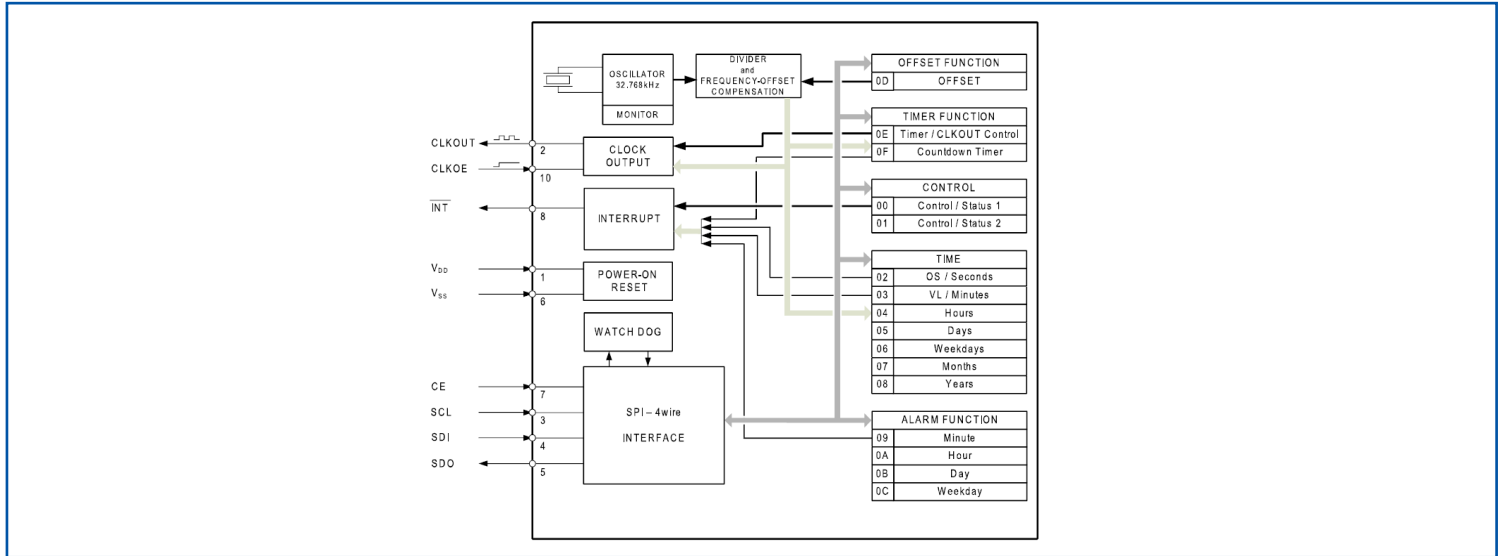 OSCILLATOR
32.768kHz
MONITOR
DIVIDER
and
FREQUENCY-OFFSET
COMPENSATION
OFFSET FUNCTION
0D OFFSET
TIMER FUNCTION
0E Timer / CLKOUT Control
0F Countdown Timer
CONTROL
00 Control / Status 1
01 Control / Status 2
TIME
02 OS / Seconds
03 VL / Minutes
04 Hours
05 Days
06 Weekdays
07 Months
08 Years
ALARM FUNCTION
09 Minute
0A Hour
0B Day
0C Weekday
CLKOUT
2
CLKOE
10
CLOCK
OUTPUT
INT
8
INTERRUPT
VDD
1
VSS
6
POWER-ON
RESET
WATCH DOG
CE
7
SCL
3
SDI
4
SDO
5
SPI – 4wire
INTERFACE